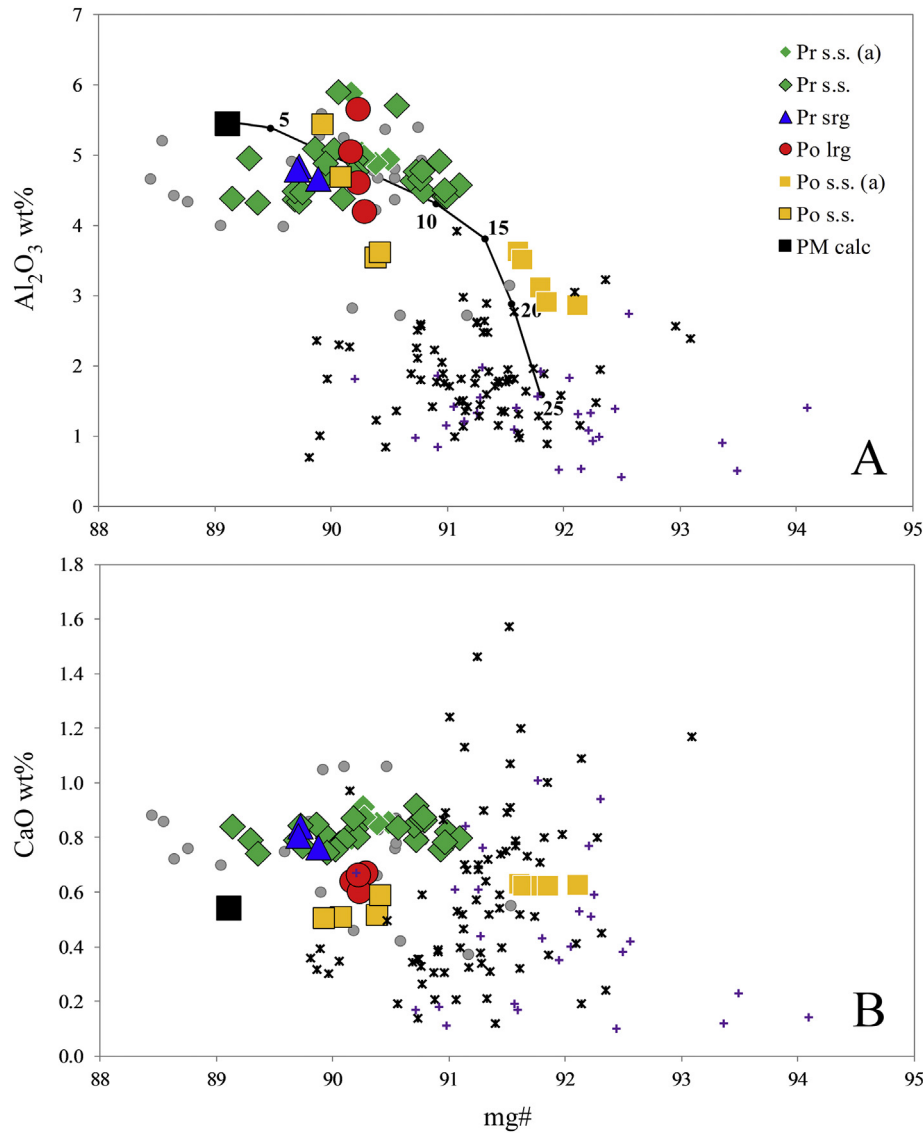 7
6
5
4
3
2
1
0
Al2O3 wt%
5
10
15
20
25
Pr s.s. (a)
Pr s.s.
Pr srg
Po lrg
Po s.s. (a)
Po s.s.
PM calc
A
88 89 90 91 92 93 94 95
1.8
1.6
1.4
1.2
1.0
0.8
0.6
0.4
0.2
0.0
CaO wt%
B
88 89 90 91 92 93 94 95
mg#